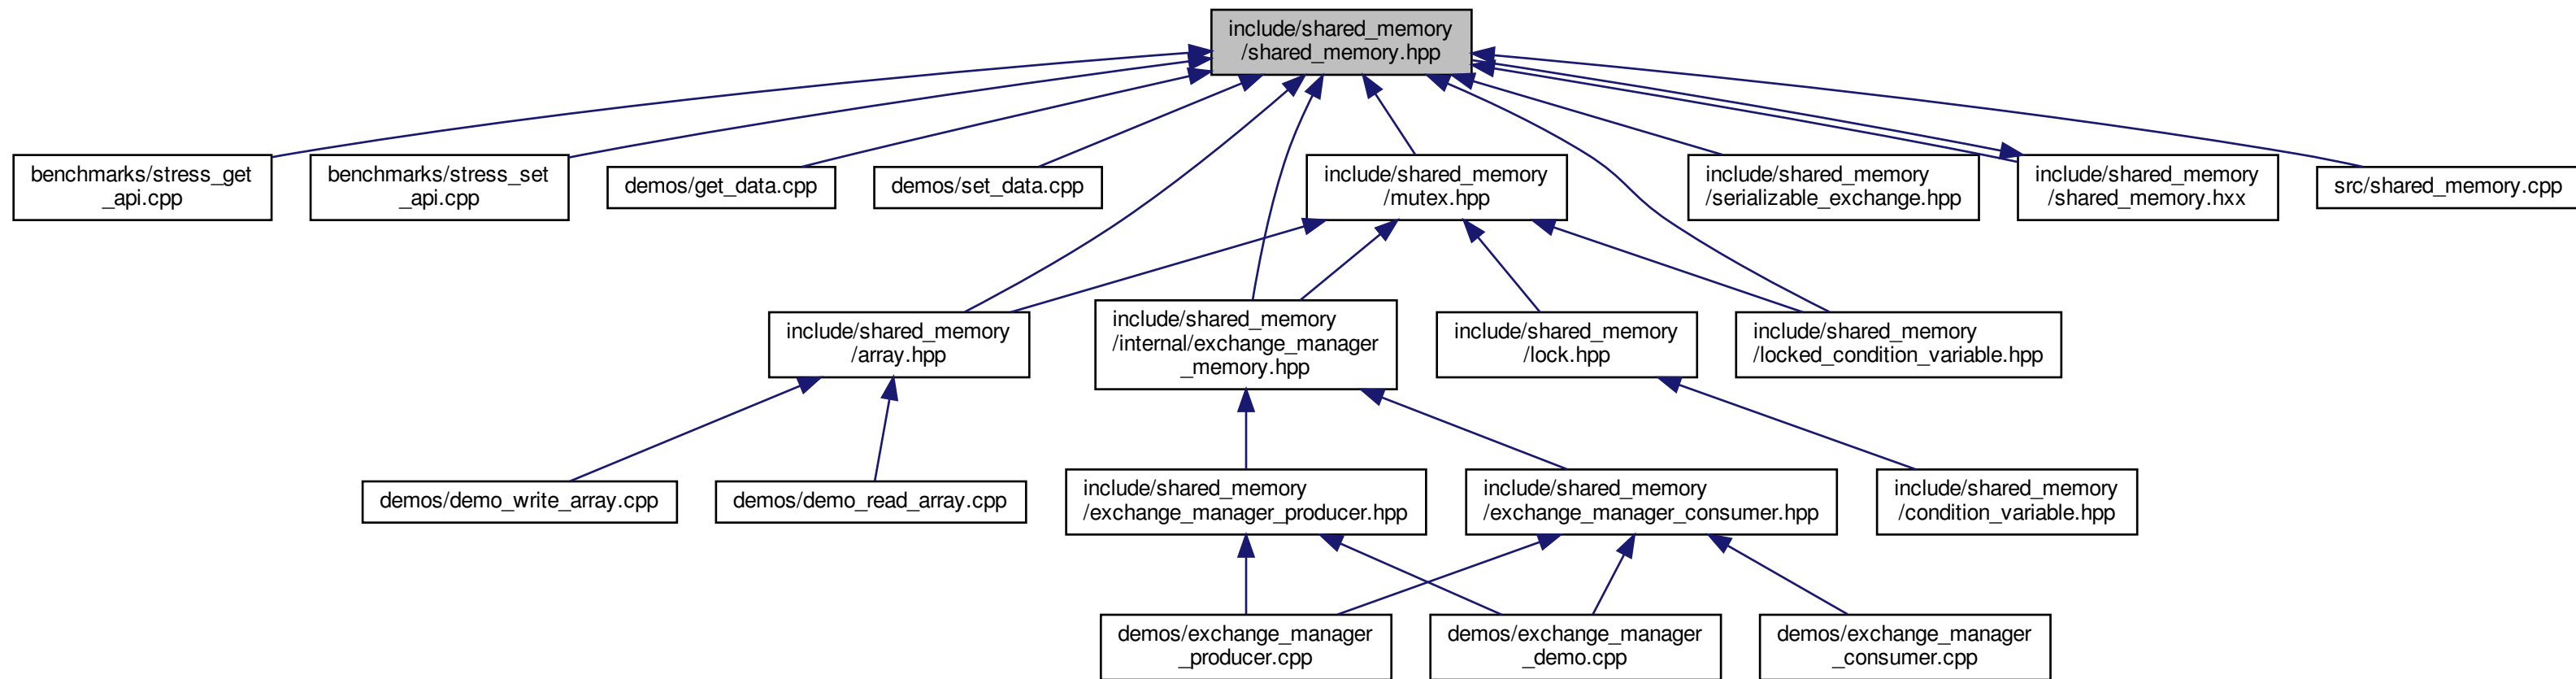 include/shared_memory
/shared_memory.hpp
benchmarks/stress_get
_api.cpp
benchmarks/stress_set
_api.cpp
demos/get_data.cpp
demos/set_data.cpp
include/shared_memory
/mutex.hpp
include/shared_memory
/serializable_exchange.hpp
include/shared_memory
/shared_memory.hxx
src/shared_memory.cpp
include/shared_memory
/array.hpp
include/shared_memory
/internal/exchange_manager
_memory.hpp
include/shared_memory
/lock.hpp
include/shared_memory
/locked_condition_variable.hpp
demos/demo_write_array.cpp
demos/demo_read_array.cpp
include/shared_memory
/exchange_manager_producer.hpp
include/shared_memory
/exchange_manager_consumer.hpp
include/shared_memory
/condition_variable.hpp
demos/exchange_manager
_producer.cpp
demos/exchange_manager
_demo.cpp
demos/exchange_manager
_consumer.cpp